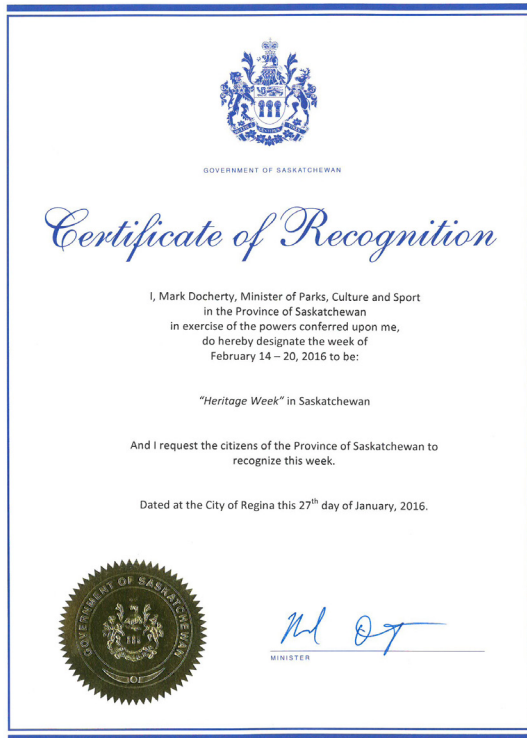 GOVERNMENT OF SASKATCHEWAN
Certificate of Recognition
I, Mark Docherty, Minister of Parks, Culture and Sport
in the Province of Saskatchewan
in exercise of the powers conferred upon me,
do hereby designate the week of
February 14 – 20, 2016 to be:
“Heritage Week” in Saskatchewan
And I request the citizens of the Province of Saskatchewan to
recognize this week.
Dated at the City of Regina this 27th day of January, 2016.
GOVERNMENT OF SASKATCHEWAN
MINISTER